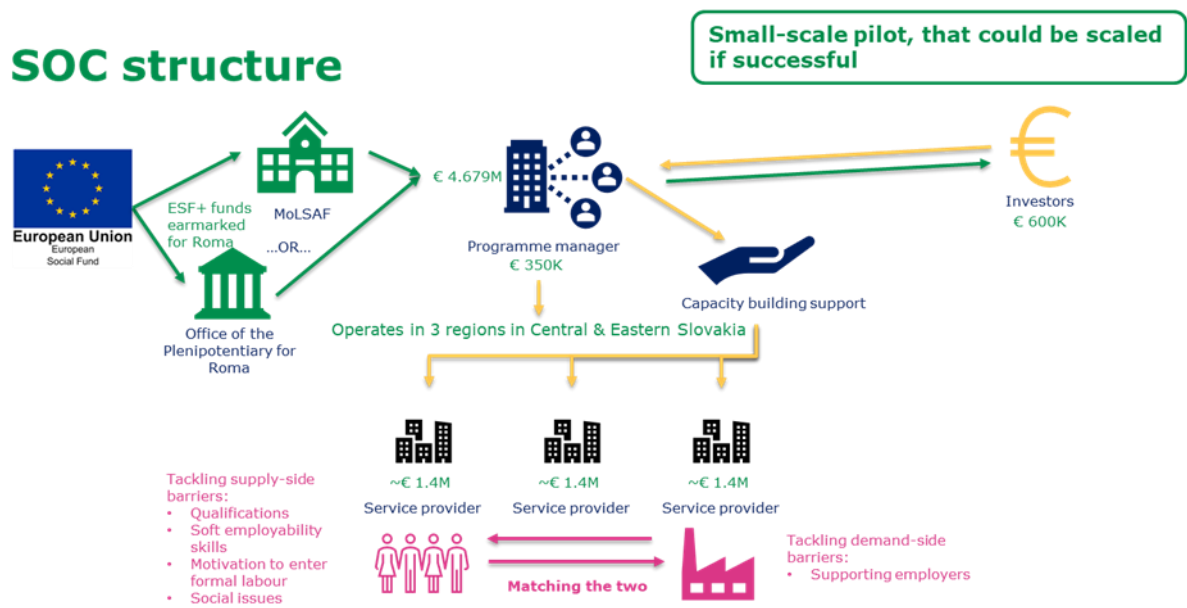 SOC structure
Small-scale pilot, that could be scaled
if successful
European Union
European
Social Fund
ESF+ funds
earmarked
for Roma
MoLSAF
...OR...
Office of the
Plenipotentiary for
Roma
€ 4.679M
Programme manager
€ 350K
Capacity building support
€
Investors
€ 600K
Operates in 3 regions in Central & Eastern Slovakia
~€ 1.4M
Service provider
~€ 1.4M
Service provider
~€ 1.4M
Service provider
Tackling supply-side
barriers:
• Qualifications
• Soft employability
skills
• Motivation to enter
formal labour
• Social issues
Matching the two
Tackling demand-side
barriers:
• Supporting employers